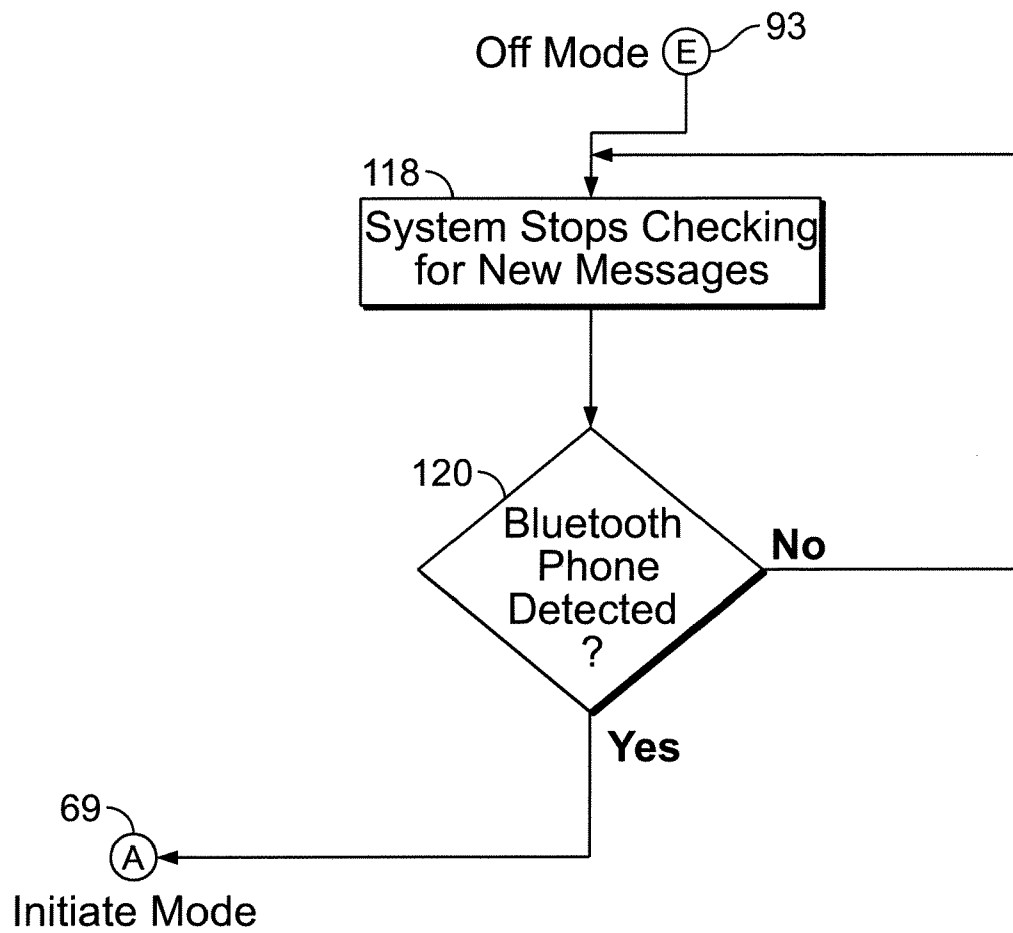 93
Off Mode E
118
System Stops Checking
for New Messages
120
Bluetooth
Phone
Detected
?
No
Yes
69
A
Initiate Mode